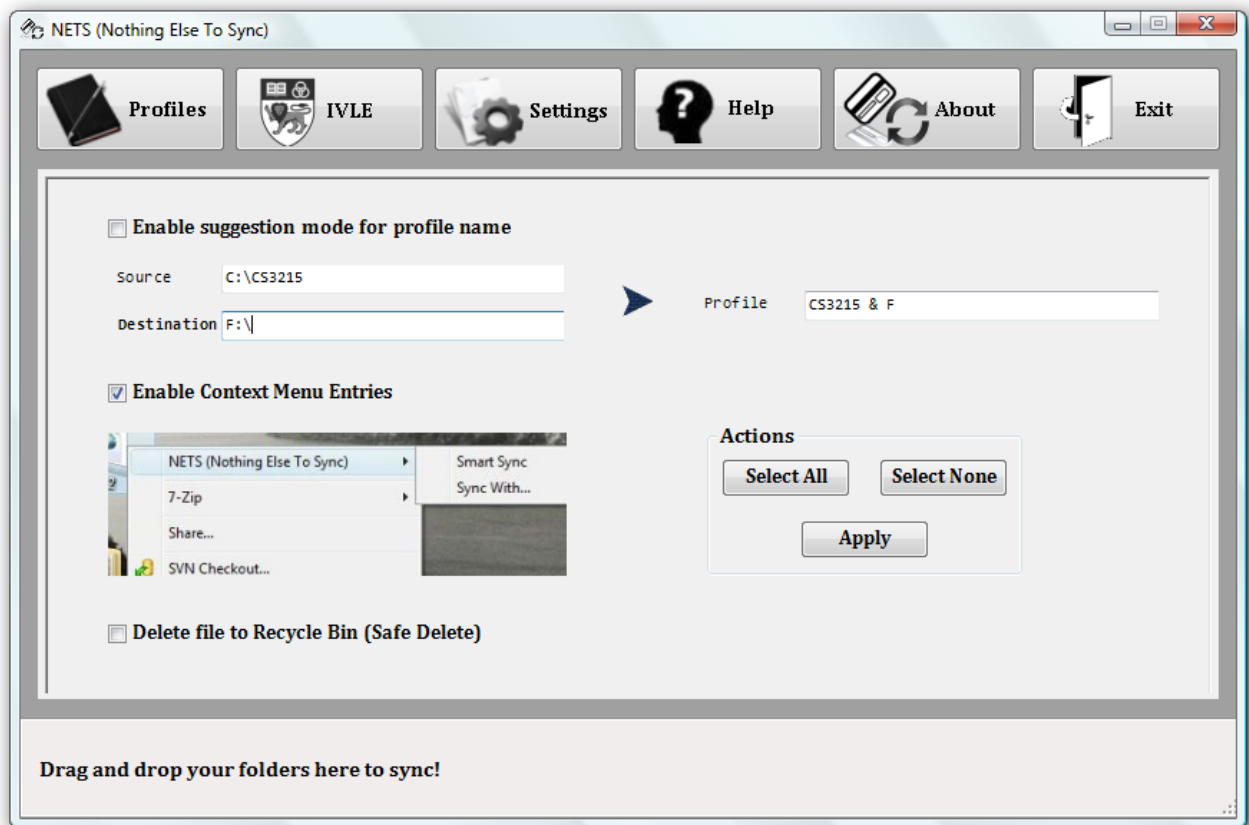 NETS (Nothing Else To Sync)
Profiles
IVLE
Settings
Help
About
Exit
Enable suggestion mode for profile name
Source C:\CS3215
Profile CS3215 & F
Destination F:\
Enable Context Menu Entries
NETS (Nothing Else To Sync)
Smart Sync
Sync With...
7-Zip
Share...
SVN Checkout...
Actions
Select All
Select None
Apply
Delete file to Recycle Bin (Safe Delete)
Drag and drop your folders here to sync!